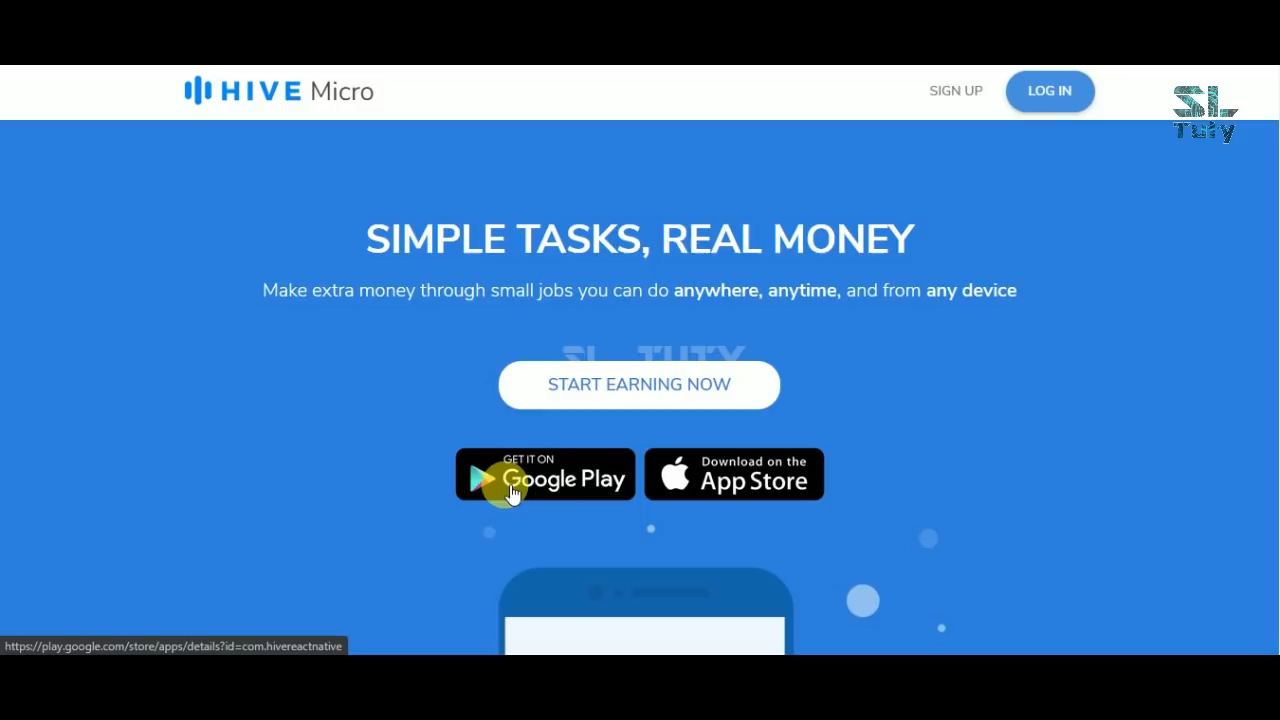 HIVE Micro
SIGN UP
LOG IN
SL
Tuty
SIMPLE TASKS, REAL MONEY
Make extra money through small jobs you can do anywhere, anytime, and from any device
SL TUTY
START EARNING NOW
GET IT ON
Google Play
Download on the
App Store
https://play.google.com/store/apps/details?id=com.hivereactnative